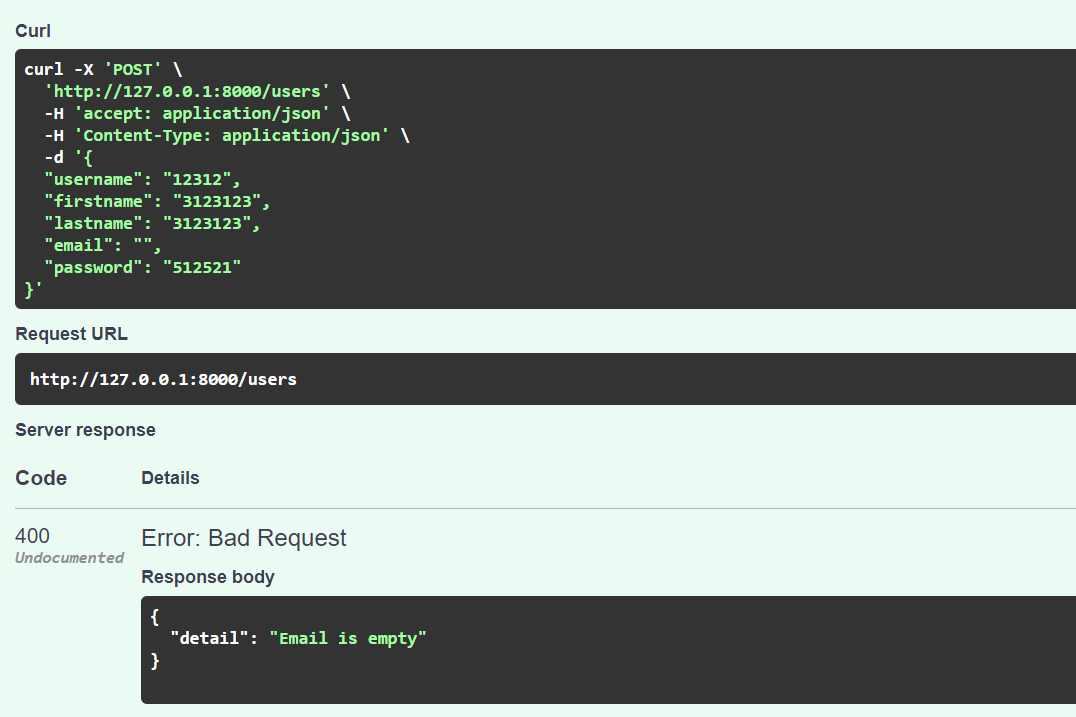 Curl
curl -X 'POST' \
  'http://127.0.0.1:8000/users' \
  -H 'accept: application/json' \
  -H 'Content-Type: application/json' \
  -d '{
  "username": "12312",
  "firstname": "3123123",
  "lastname": "3123123",
  "email": "",
  "password": "512521"
}'
Request URL
http://127.0.0.1:8000/users
Server response
Code Details
400 Error: Bad Request
Undocumented
Response body
{
  "detail": "Email is empty"
}